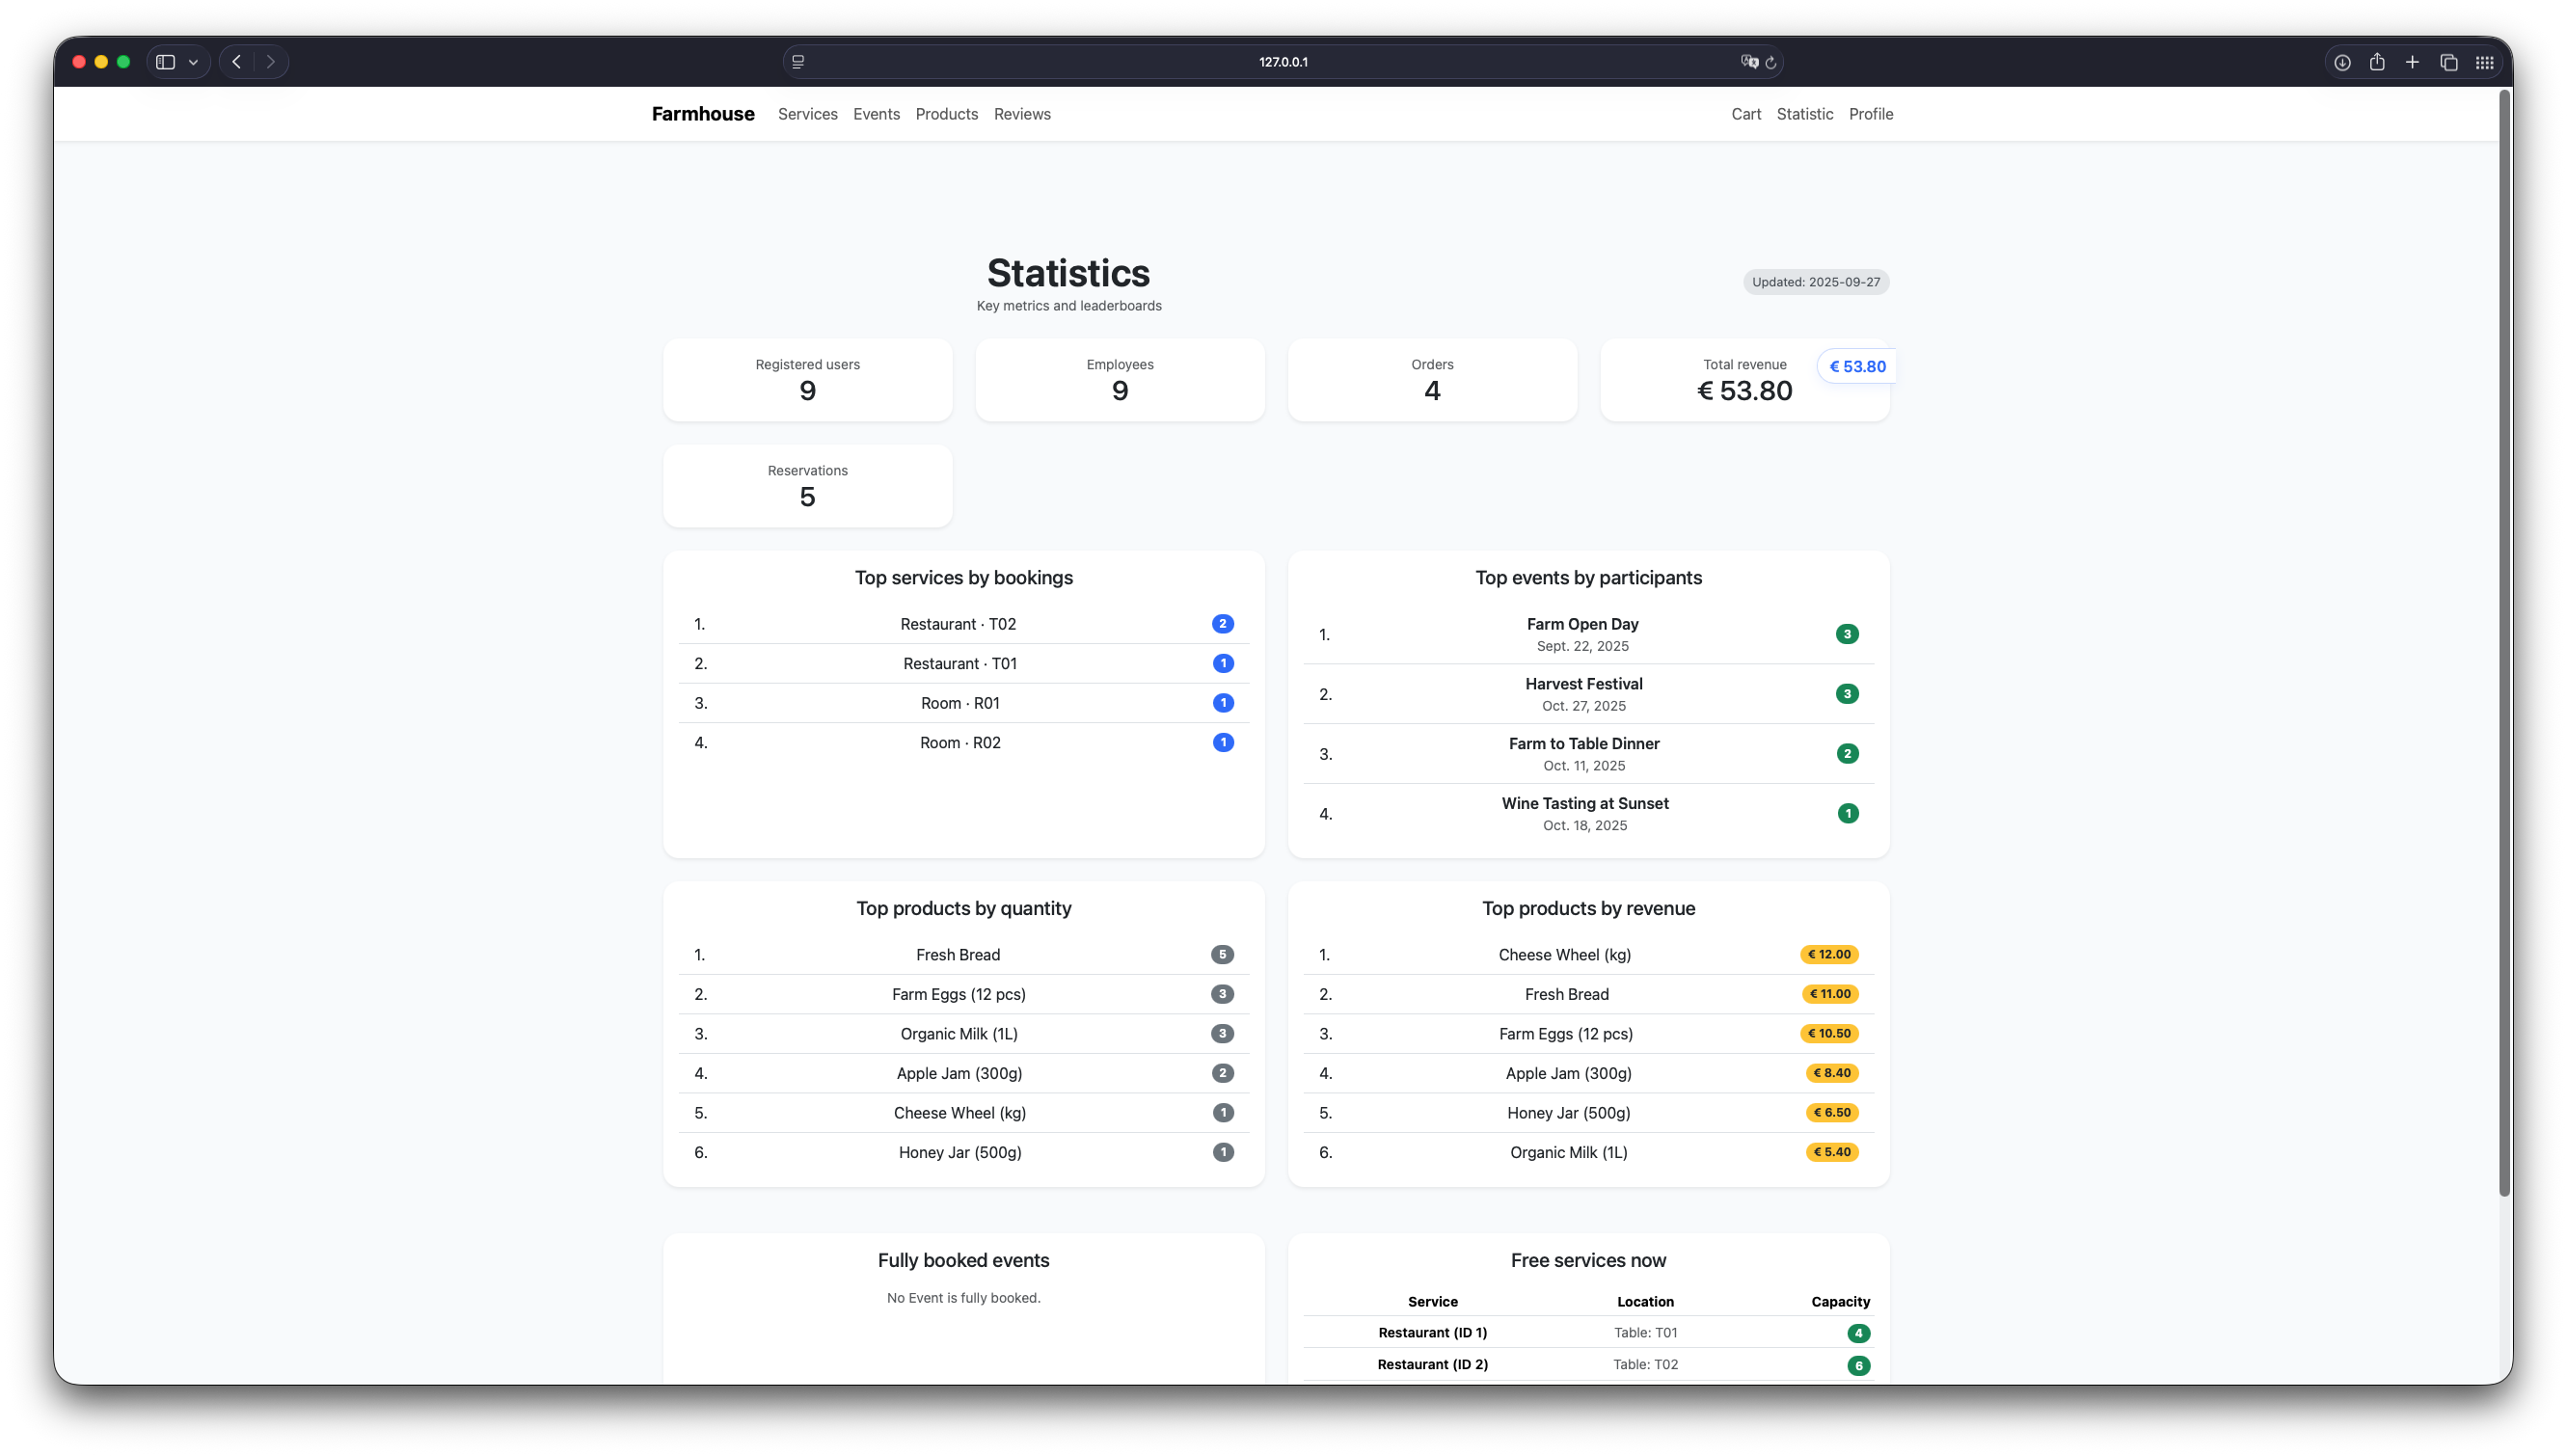 127.0.0.1
Farmhouse Services Events Products Reviews Cart Statistic Profile
Statistics
Key metrics and leaderboards
Updated: 2025-09-27
Registered users
9
Employees
9
Orders
4
Total revenue
€ 53.80
€ 53.80
Reservations
5
Top services by bookings
1. Restaurant · T02 2
2. Restaurant · T01 1
3. Room · R01 1
4. Room · R02 1
Top events by participants
1. Farm Open Day 3
Sept. 22, 2025
2. Harvest Festival 3
Oct. 27, 2025
3. Farm to Table Dinner 2
Oct. 11, 2025
4. Wine Tasting at Sunset 1
Oct. 18, 2025
Top products by quantity
1. Fresh Bread 5
2. Farm Eggs (12 pcs) 3
3. Organic Milk (1L) 3
4. Apple Jam (300g) 2
5. Cheese Wheel (kg) 1
6. Honey Jar (500g) 1
Top products by revenue
1. Cheese Wheel (kg) € 12.00
2. Fresh Bread € 11.00
3. Farm Eggs (12 pcs) € 10.50
4. Apple Jam (300g) € 8.40
5. Honey Jar (500g) € 6.50
6. Organic Milk (1L) € 5.40
Fully booked events
No Event is fully booked.
Free services now
Service Location Capacity
Restaurant (ID 1) Table: T01 4
Restaurant (ID 2) Table: T02 6